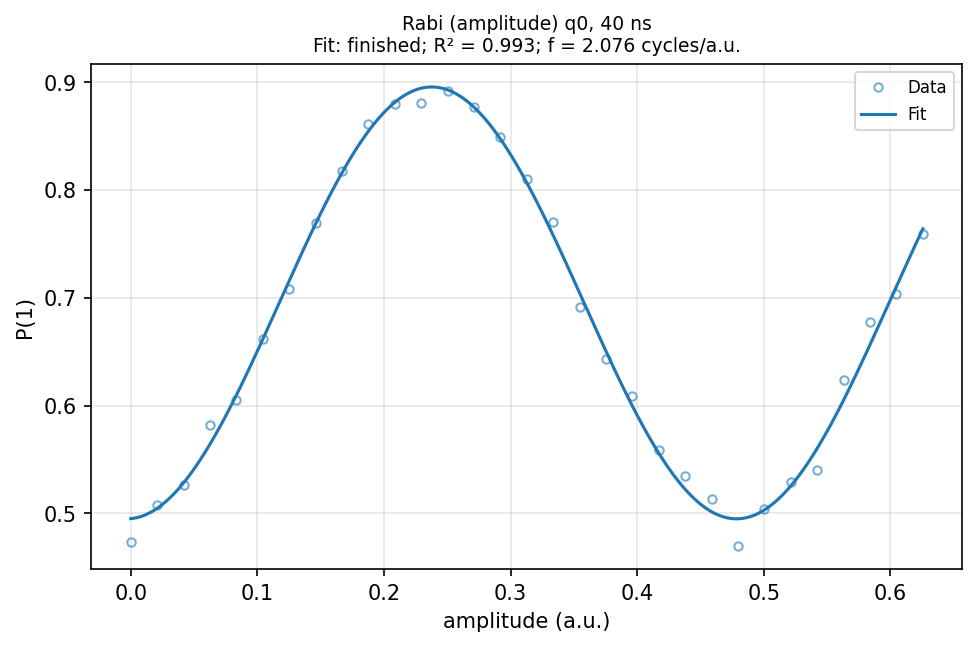 Rabi (amplitude) q0, 40 ns
Fit: finished; R² = 0.993; f = 2.076 cycles/a.u.
Data
Fit
P(1)
0.9
0.8
0.7
0.6
0.5
0.0 0.1 0.2 0.3 0.4 0.5 0.6
amplitude (a.u.)